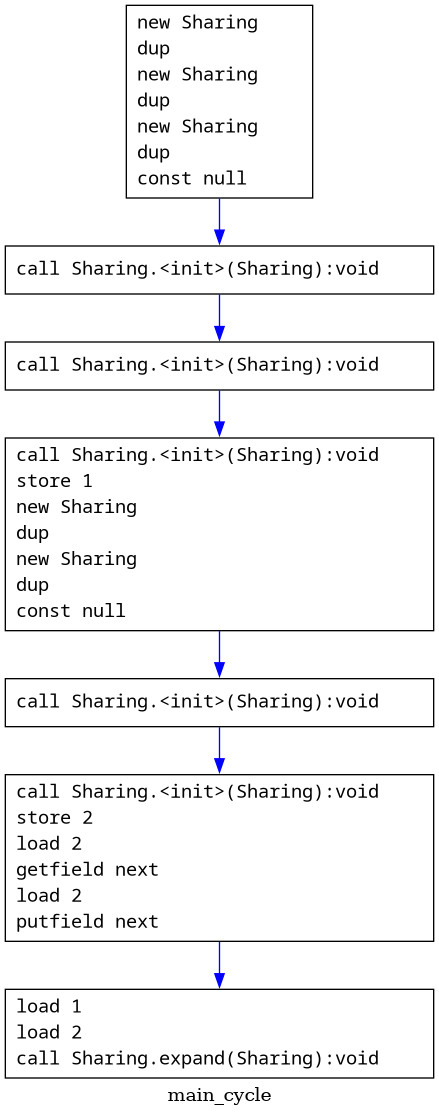 new Sharing
dup
new Sharing
dup
new Sharing
dup
const null
call Sharing.<init>(Sharing):void
call Sharing.<init>(Sharing):void
call Sharing.<init>(Sharing):void
store 1
new Sharing
dup
new Sharing
dup
const null
call Sharing.<init>(Sharing):void
call Sharing.<init>(Sharing):void
store 2
load 2
getfield next
load 2
putfield next
load 1
load 2
call Sharing.expand(Sharing):void
main_cycle